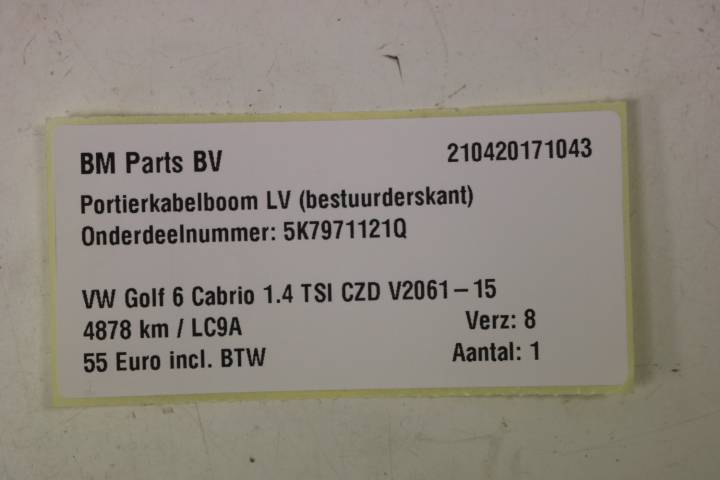 BM Parts BV 210420171043
Portierkabelboom LV (bestuurderskant)
Onderdeelnummer: 5K7971121Q
VW Golf 6 Cabrio 1.4 TSI CZD V2061-15
4878 km / LC9A Verz: 8
55 Euro incl. BTW Aantal: 1